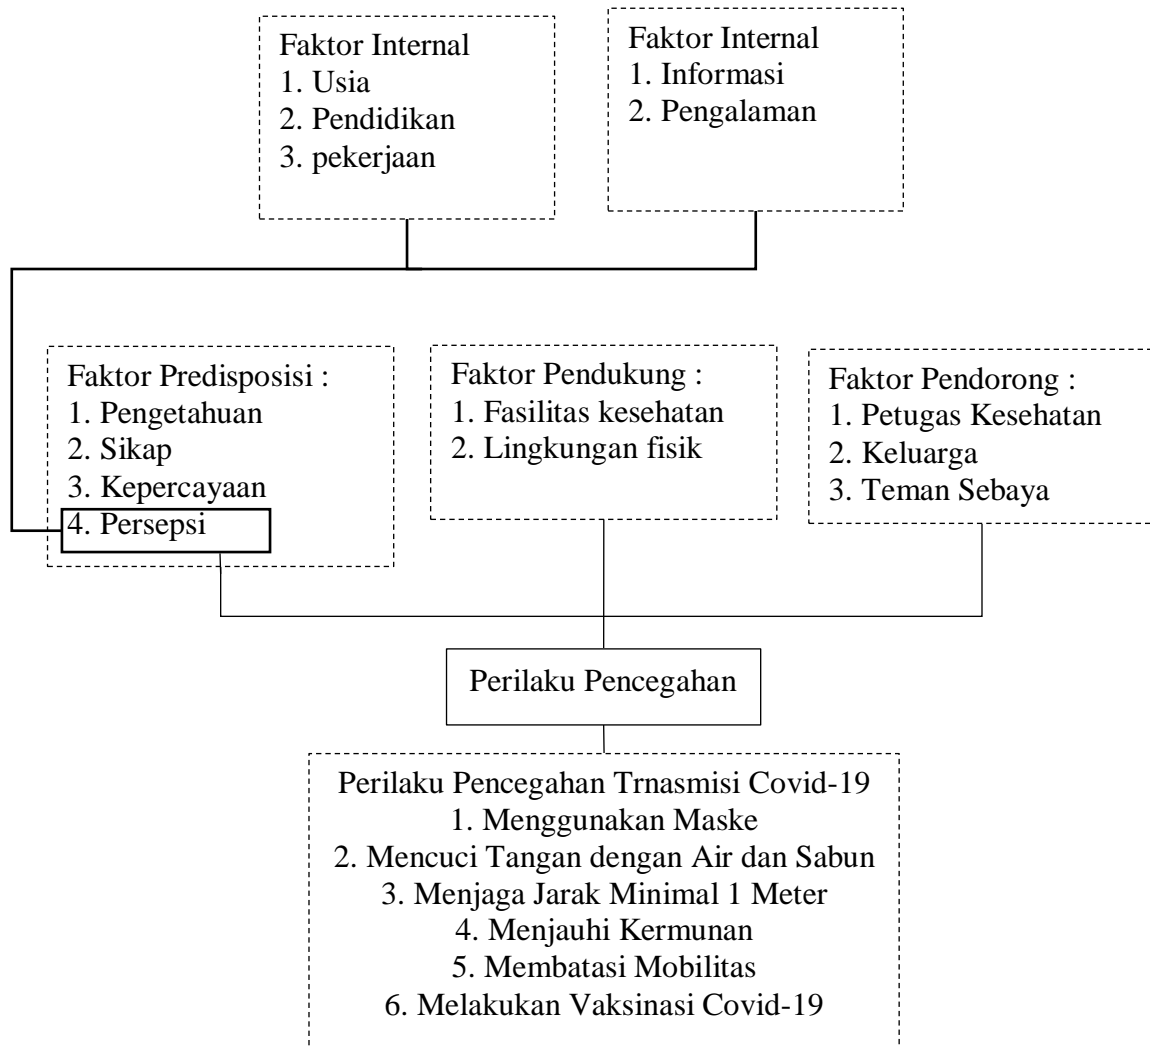 Faktor Internal
1. Usia
2. Pendidikan
3. pekerjaan
Faktor Internal
1. Informasi
2. Pengalaman
Faktor Predisposisi :
1. Pengetahuan
2. Sikap
3. Kepercayaan
4. Persepsi
Faktor Pendukung :
1. Fasilitas kesehatan
2. Lingkungan fisik
Faktor Pendorong :
1. Petugas Kesehatan
2. Keluarga
3. Teman Sebaya
Perilaku Pencegahan
Perilaku Pencegahan Trnasmisi Covid-19
1. Menggunakan Maske
2. Mencuci Tangan dengan Air dan Sabun
3. Menjaga Jarak Minimal 1 Meter
4. Menjauhi Kermunan
5. Membatasi Mobilitas
6. Melakukan Vaksinasi Covid-19